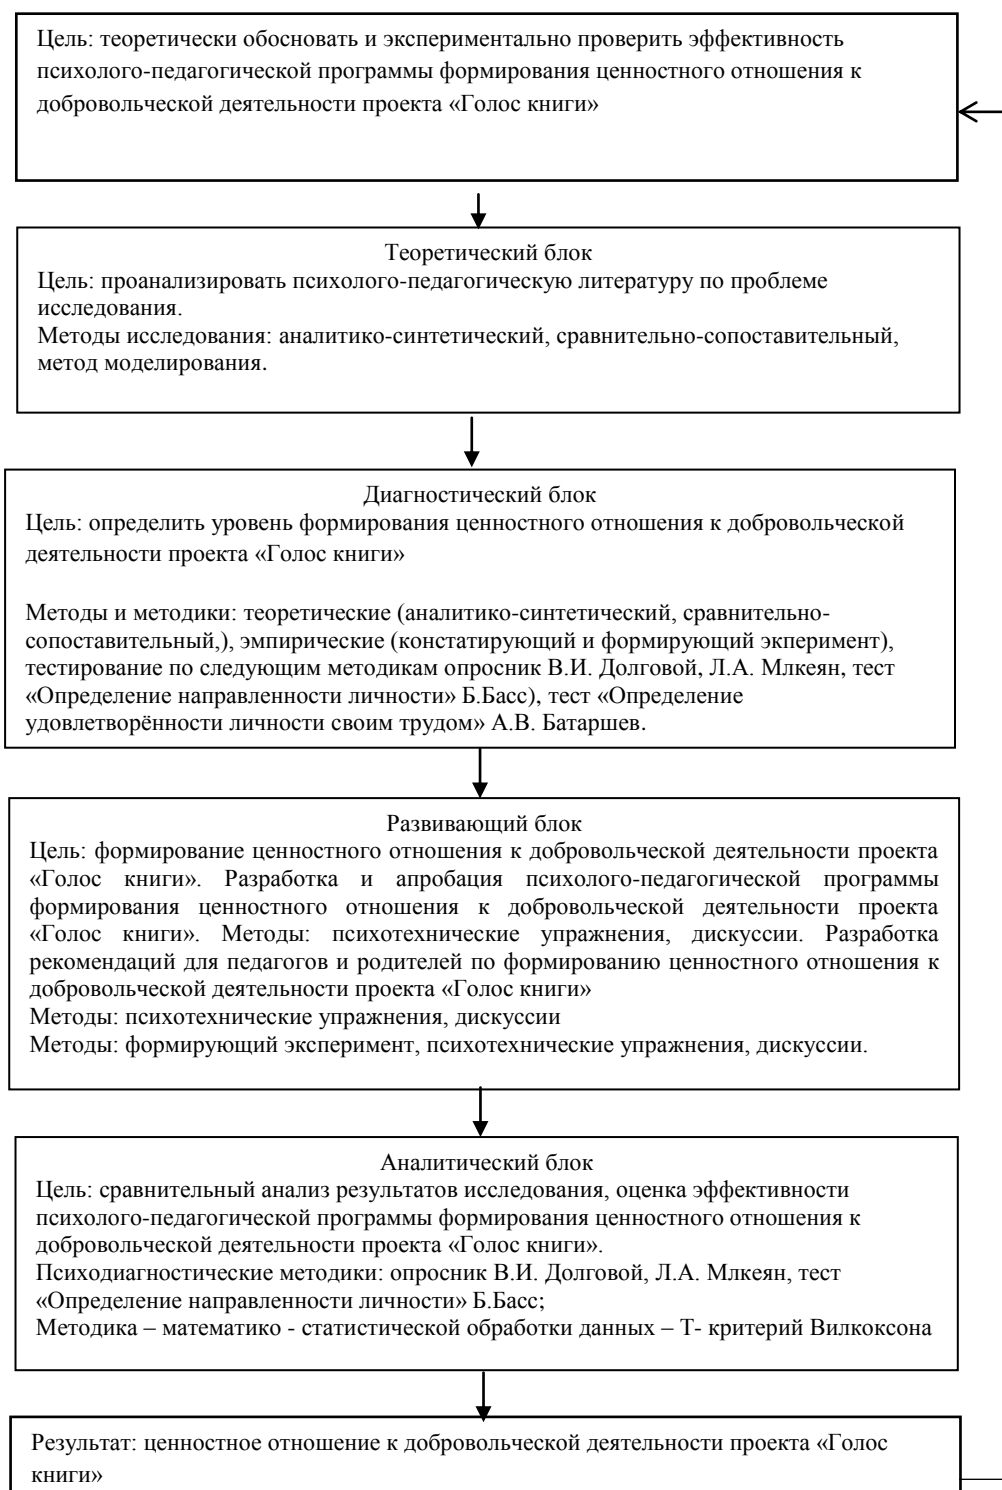 Цель: теоретически обосновать и экспериментально проверить эффективность
психолого-педагогической программы формирования ценностного отношения к
добровольческой деятельности проекта «Голос книги»
Теоретический блок
Цель: проанализировать психолого-педагогическую литературу по проблеме
исследования.
Методы исследования: аналитико-синтетический, сравнительно-сопоставительный,
метод моделирования.
Диагностический блок
Цель: определить уровень формирования ценностного отношения к добровольческой
деятельности проекта «Голос книги»
Методы и методики: теоретические (аналитико-синтетический, сравнительно-
сопоставительный,), эмпирические (констатирующий и формирующий экперимент),
тестирование по следующим методикам опросник В.И. Долговой, Л.А. Млкеян, тест
«Определение направленности личности» Б.Басс), тест «Определение
удовлетворённости личности своим трудом» А.В. Батаршев.
Развивающий блок
Цель: формирование ценностного отношения к добровольческой деятельности проекта
«Голос книги». Разработка и апробация психолого-педагогической программы
формирования ценностного отношения к добровольческой деятельности проекта
«Голос книги». Методы: психотехнические упражнения, дискуссии. Разработка
рекомендаций для педагогов и родителей по формированию ценностного отношения к
добровольческой деятельности проекта «Голос книги»
Методы: психотехнические упражнения, дискуссии
Методы: формирующий эксперимент, психотехнические упражнения, дискуссии.
Аналитический блок
Цель: сравнительный анализ результатов исследования, оценка эффективности
психолого-педагогической программы формирования ценностного отношения к
добровольческой деятельности проекта «Голос книги».
Психодиагностические методики: опросник В.И. Долговой, Л.А. Млкеян, тест
«Определение направленности личности» Б.Басс;
Методика – математико - статистической обработки данных – Т- критерий Вилкоксона
Результат: ценностное отношение к добровольческой деятельности проекта «Голос
книги»